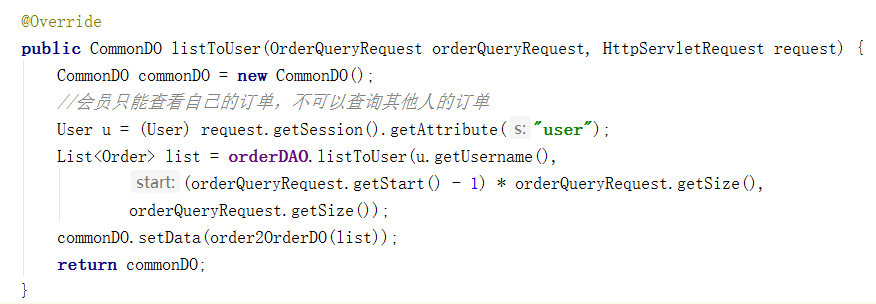 @Override
public CommonDO listToUser(OrderQueryRequest orderQueryRequest, HttpServletRequest request) {
CommonDO commonDO = new CommonDO();
//会员只能查看自己的订单，不可以查询其他人的订单
User u = (User) request.getSession().getAttribute( s: "user");
List<Order> list = orderDAO.listToUser(u.getUsername(),
start: (orderQueryRequest.getStart() - 1) * orderQueryRequest.getSize(),
orderQueryRequest.getSize());
commonDO.setData(order2OrderDO(list));
return commonDO;
}